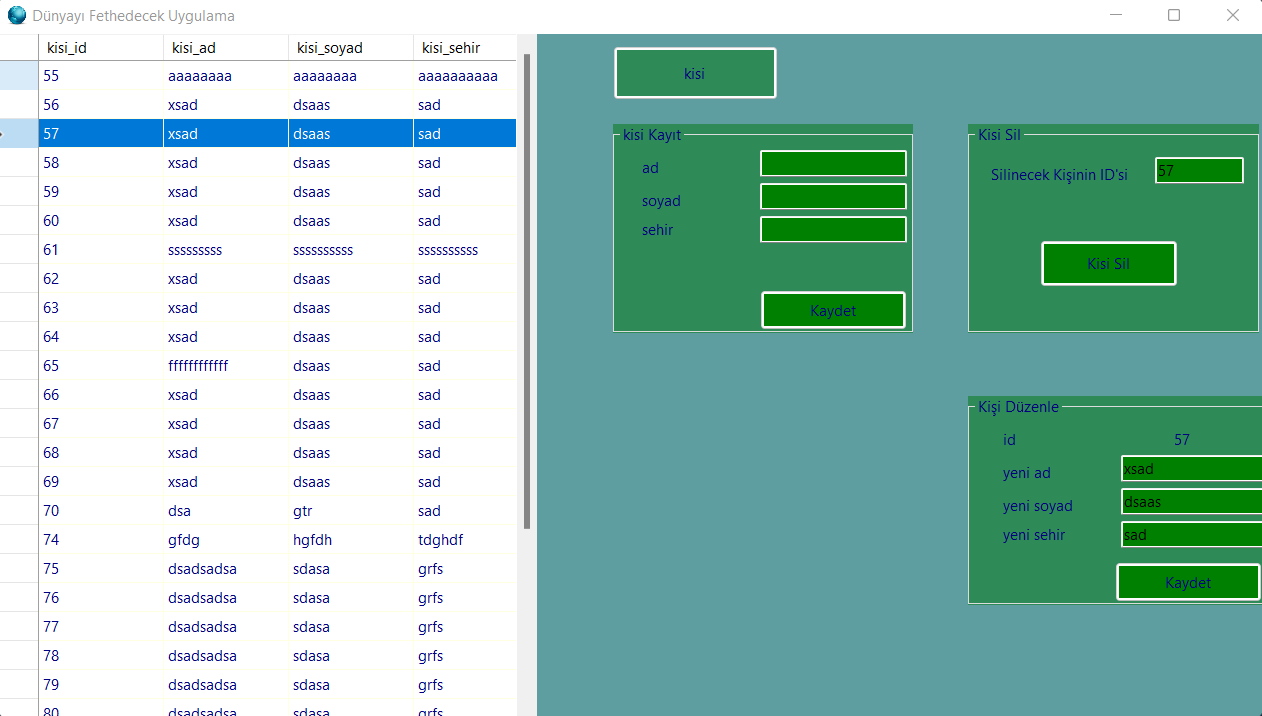 Dünyayı Fethedecek Uygulama
kisi_id kisi_ad kisi_soyad kisi_sehir
55 aaaaaaaa aaaaaaaa aaaaaaaaaa
56 xsad dsaas sad
57 xsad dsaas sad
58 xsad dsaas sad
59 xsad dsaas sad
60 xsad dsaas sad
61 sssssssss ssssssssss ssssssssss
62 xsad dsaas sad
63 xsad dsaas sad
64 xsad dsaas sad
65 ffffffffffff dsaas sad
66 xsad dsaas sad
67 xsad dsaas sad
68 xsad dsaas sad
69 xsad dsaas sad
70 dsa gtr sad
74 gfdg hgfdh tdghdf
75 dsadsadsa sdasa grfs
76 dsadsadsa sdasa grfs
77 dsadsadsa sdasa grfs
78 dsadsadsa sdasa grfs
79 dsadsadsa sdasa grfs
80 dsadsadsa sdasa grfs
kisi
kisi Kayıt
ad
soyad
sehir
Kaydet
Kisi Sil
Silinecek Kişinin ID'si 57
Kisi Sil
Kişi Düzenle
id 57
yeni ad xsad
yeni soyad dsaas
yeni sehir sad
Kaydet